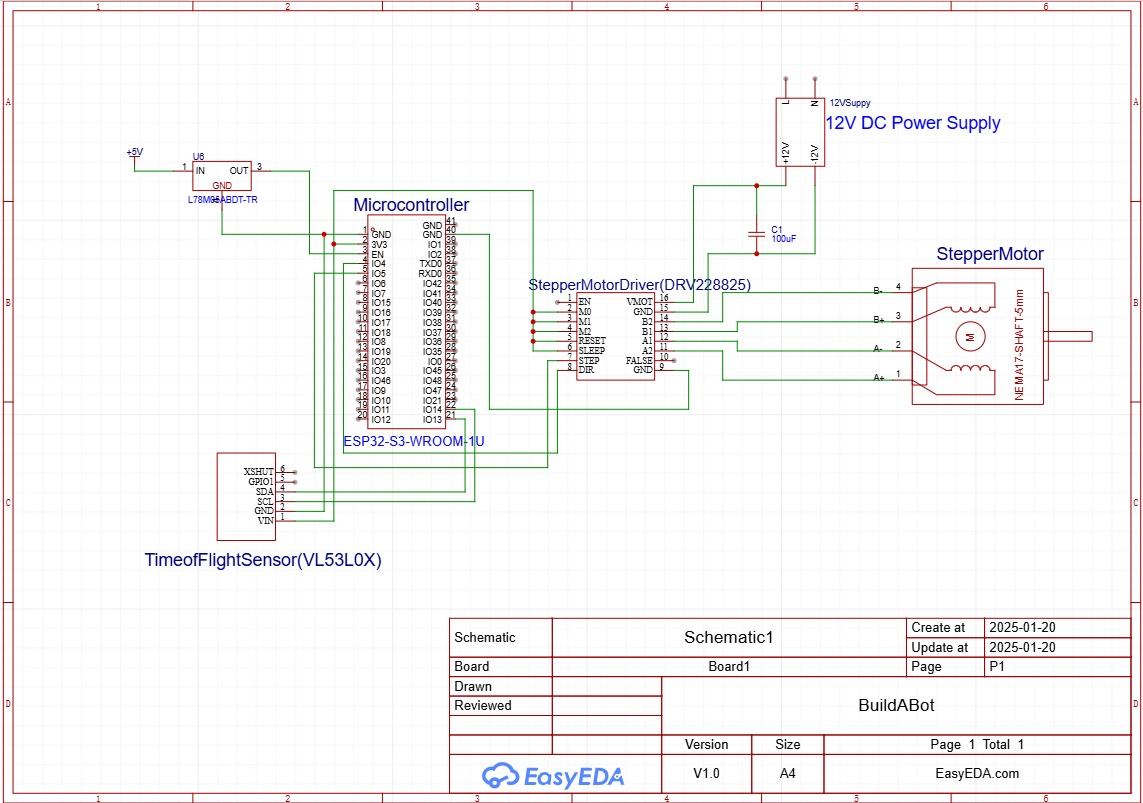 1 2 3 4 5 6
A A
B B
C C
D D
12VSuppy
12V DC Power Supply
L N
+12V -12V
+5V
U6
1 IN OUT 3
GND
L78M05ABDT-TR
C1
100uF
Microcontroller
1 GND
2 3V3
3 EN
4 IO4
5 IO5
6 IO6
7 IO7
8 IO15
9 IO16
10 IO17
11 IO18
12 IO8
13 IO19
14 IO20
15 IO3
16 IO46
17 IO9
18 IO10
19 IO11
20 IO12
GND 41
GND 40
IO1 39
IO2 38
TXD0 37
RXD0 36
IO42 35
IO41 34
IO40 33
IO39 32
IO38 31
IO37 30
IO36 29
IO35 28
IO0 27
IO45 26
IO48 25
IO47 24
IO21 23
IO14 22
IO13 21
ESP32-S3-WROOM-1U
StepperMotorDriver(DRV228825)
1 EN VMOT 16
2 M0 GND 15
3 M1 B2 14
4 M2 B1 13
5 RESET A1 12
6 SLEEP A2 11
7 STEP FALSE 10
8 DIR GND 9
StepperMotor
B- 4
B+ 3
A- 2
A+ 1
M
NEMA17-SHAFT-5mm
XSHUT 6
GPIO1 5
SDA 4
SCL 3
GND 2
VIN 1
TimeofFlightSensor(VL53L0X)
Schematic Schematic1 Create at 2025-01-20
Update at 2025-01-20
Board Board1 Page P1
Drawn
Reviewed
BuildABot
Version Size Page 1 Total 1
EasyEDA V1.0 A4 EasyEDA.com
1 2 3 4 5 6